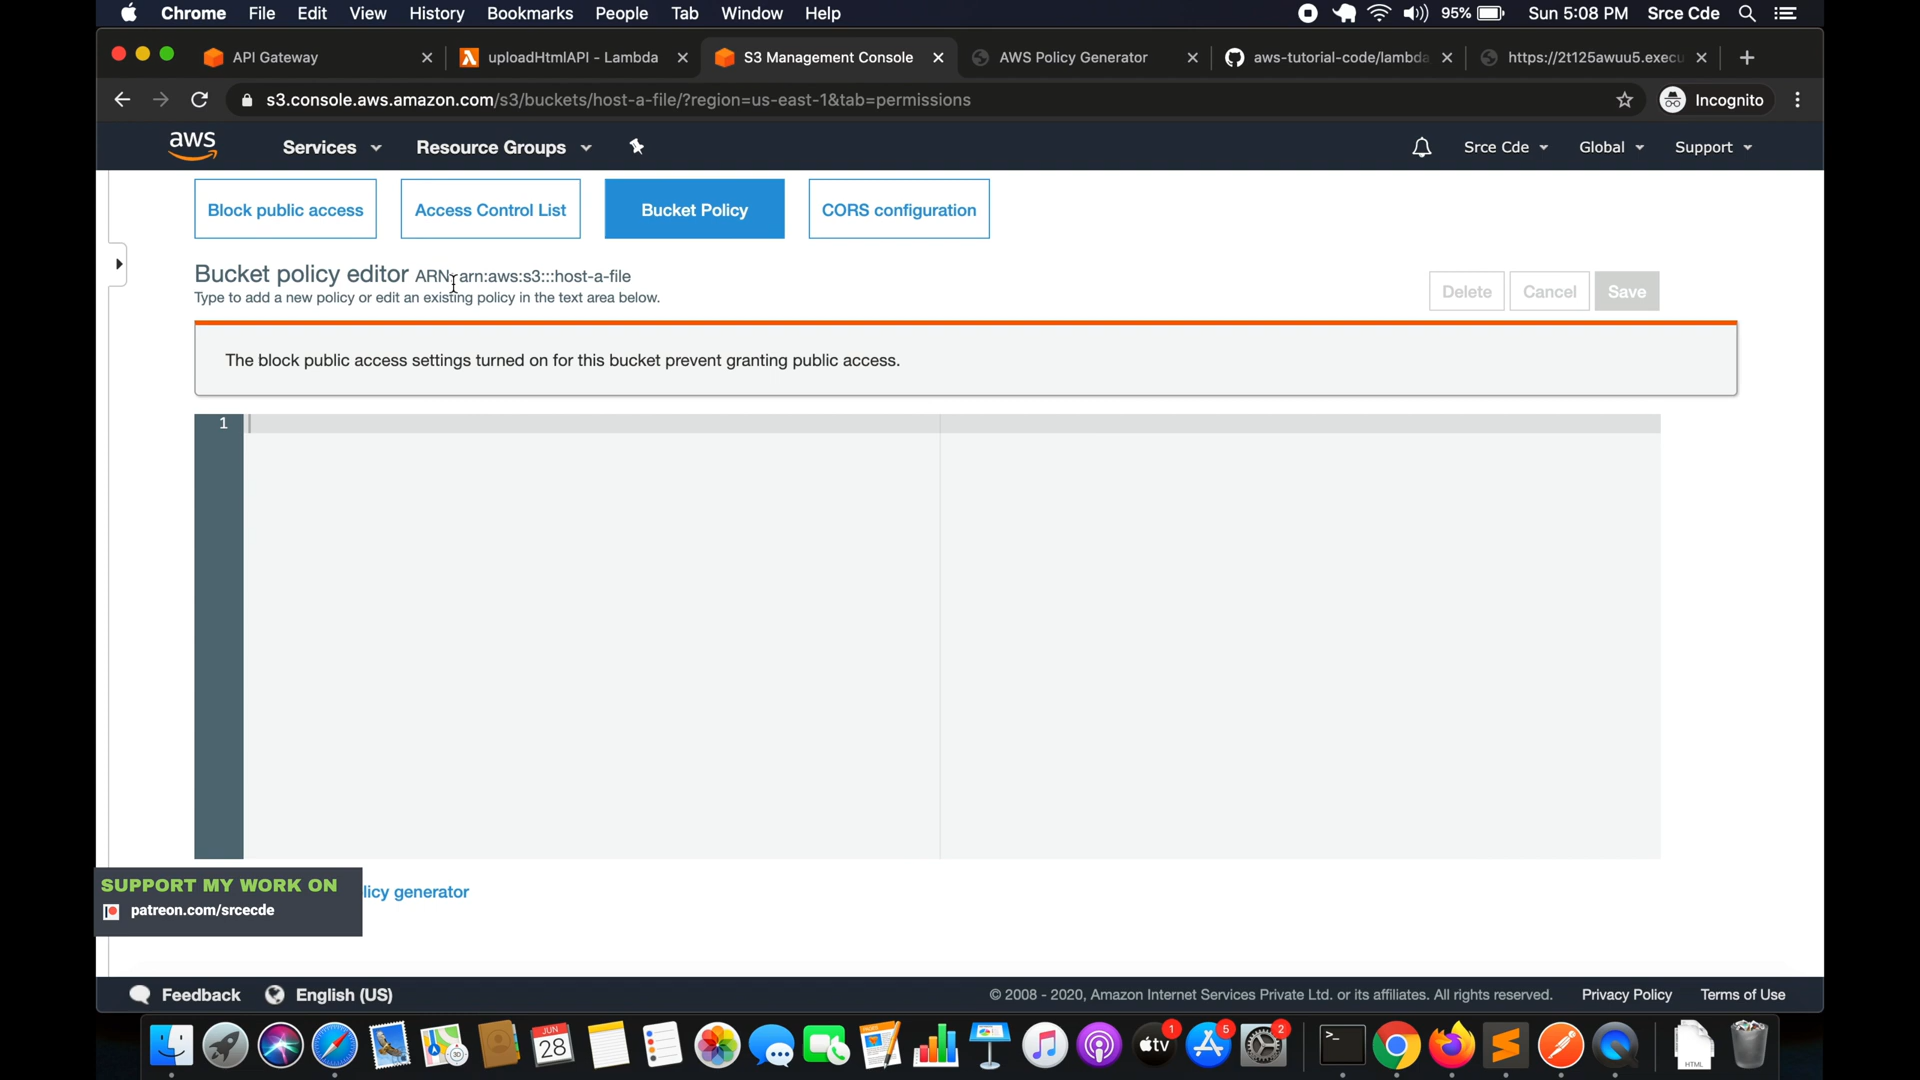 Chrome File Edit View History Bookmarks People Tab Window Help 95% Sun 5:08 PM Srce Cde
API Gateway uploadHtmlAPI - Lambda S3 Management Console AWS Policy Generator aws-tutorial-code/lambda https://2t125awuu5.execu
s3.console.aws.amazon.com/s3/buckets/host-a-file/?region=us-east-1&tab=permissions Incognito
aws Services Resource Groups Srce Cde Global Support
Block public access Access Control List Bucket Policy CORS configuration
Bucket policy editor ARN: arn:aws:s3:::host-a-file
Type to add a new policy or edit an existing policy in the text area below.
Delete Cancel Save
The block public access settings turned on for this bucket prevent granting public access.
1
SUPPORT MY WORK ON
patreon.com/srcecde
licy generator
Feedback English (US) © 2008 - 2020, Amazon Internet Services Private Ltd. or its affiliates. All rights reserved. Privacy Policy Terms of Use
JUN
28
tv
1
5
2
HTML